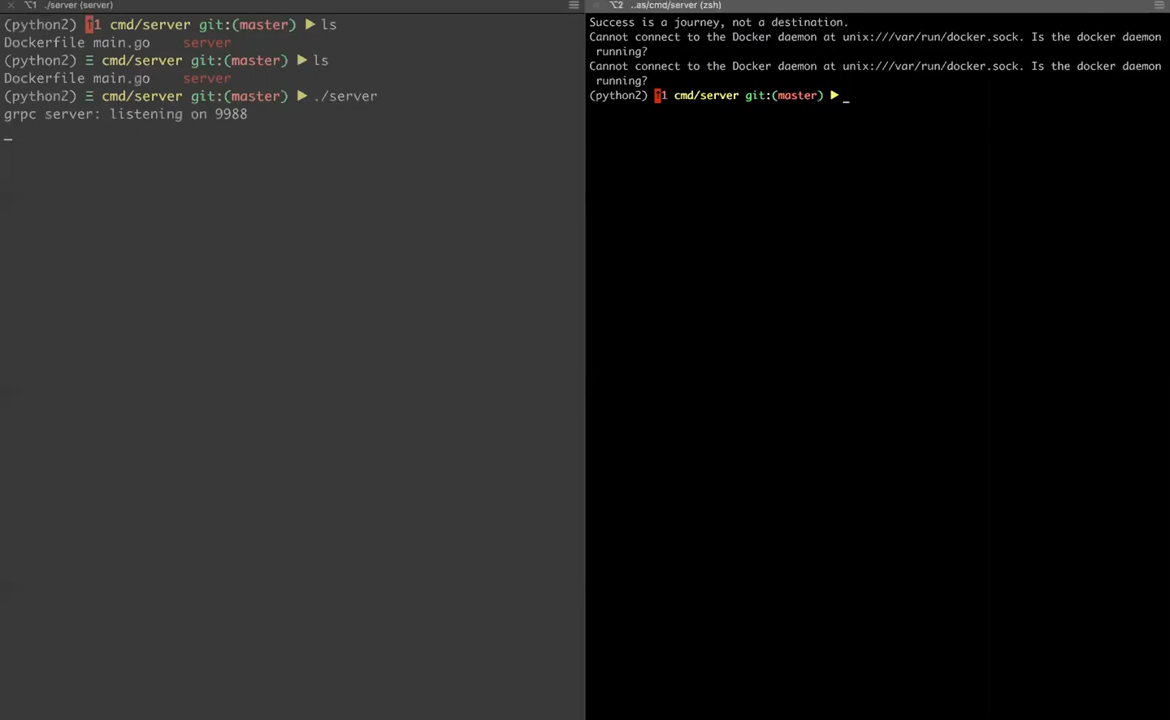 ⌥1 ./server (server)
(python2) ↑1 cmd/server git:(master) ▶ ls
Dockerfile main.go server
(python2) Ξ cmd/server git:(master) ▶ ls
Dockerfile main.go server
(python2) Ξ cmd/server git:(master) ▶ ./server
grpc server: listening on 9988
⌥2 ..as/cmd/server (zsh)
Success is a journey, not a destination.
Cannot connect to the Docker daemon at unix:///var/run/docker.sock. Is the docker daemon
running?
Cannot connect to the Docker daemon at unix:///var/run/docker.sock. Is the docker daemon
running?
(python2) ↑1 cmd/server git:(master) ▶ _